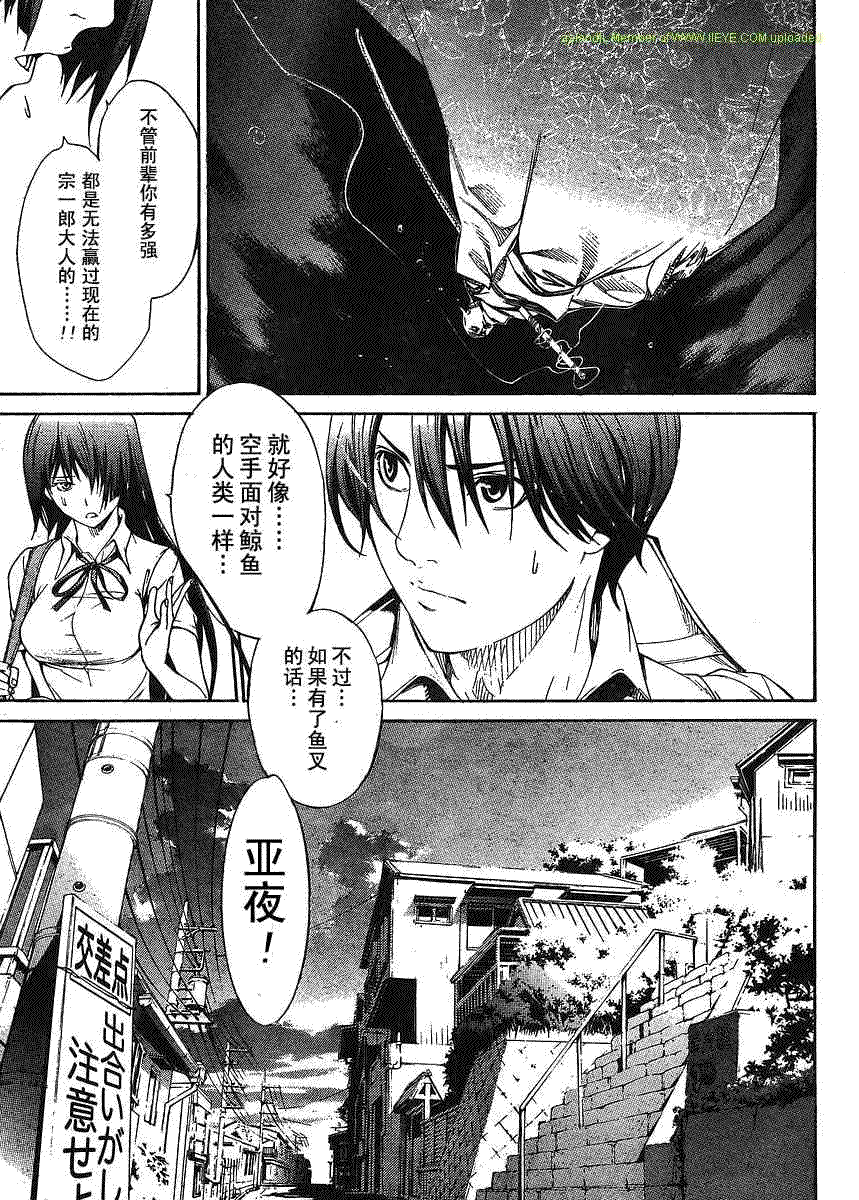 aylsnon, Member of WWW.IIEYE.COM uploaded
不管前辈你有多强
都是无法赢过现在的
宗一郎大人的……!!
就好像……
空手面对鲸鱼
的人类一样…
不过…
如果有了鱼叉
的话…
亚夜!
交差点
出合いがし
注意せよ